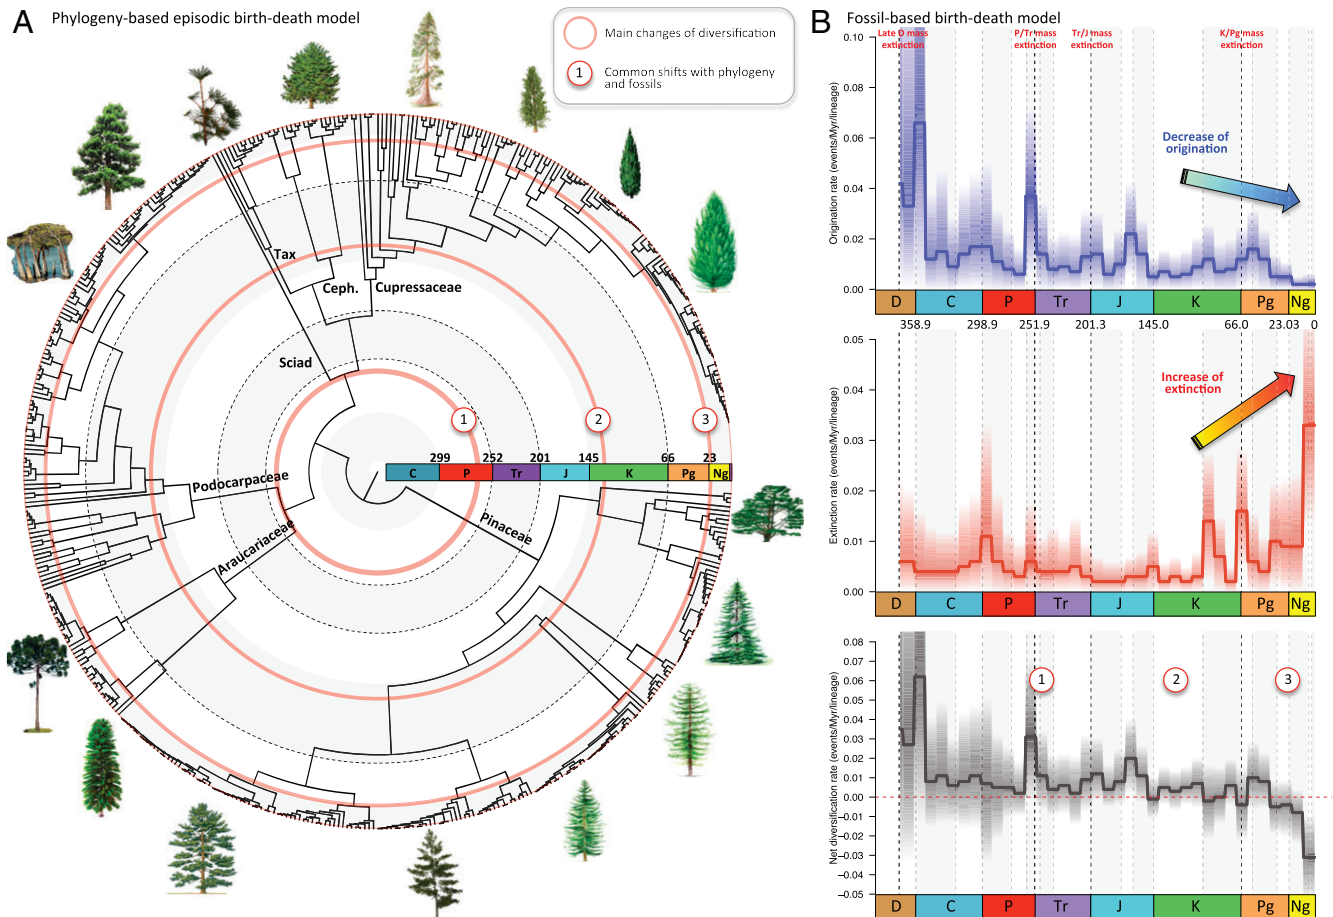 A
Phylogeny-based episodic birth-death model
Main changes of diversification
1
Common shifts with phylogeny
and fossils
Tax
Ceph.
Cupressaceae
Sciad
1
2
3
299
252
201
145
66
23
C
P
Tr
J
K
Pg
Ng
Podocarpaceae
Araucariaceae
Pinaceae
B
Fossil-based birth-death model
Late D mass
extinction
P/Tr mass
extinction
Tr/J mass
extinction
K/Pg mass
extinction
Origination rate (events/Myr/lineage)
0.10
0.08
0.06
0.04
0.02
0.00
Decrease of
origination
D
C
P
Tr
J
K
Pg
Ng
358.9
298.9
251.9
201.3
145.0
66.0
23.03
0
Extinction rate (events/Myr/lineage)
0.05
0.04
0.03
0.02
0.01
0.00
Increase of
extinction
D
C
P
Tr
J
K
Pg
Ng
Net diversification rate (events/Myr/lineage)
0.08
0.07
0.06
0.05
0.04
0.03
0.02
0.01
0.00
−0.01
−0.02
−0.03
−0.04
−0.05
1
2
3
D
C
P
Tr
J
K
Pg
Ng